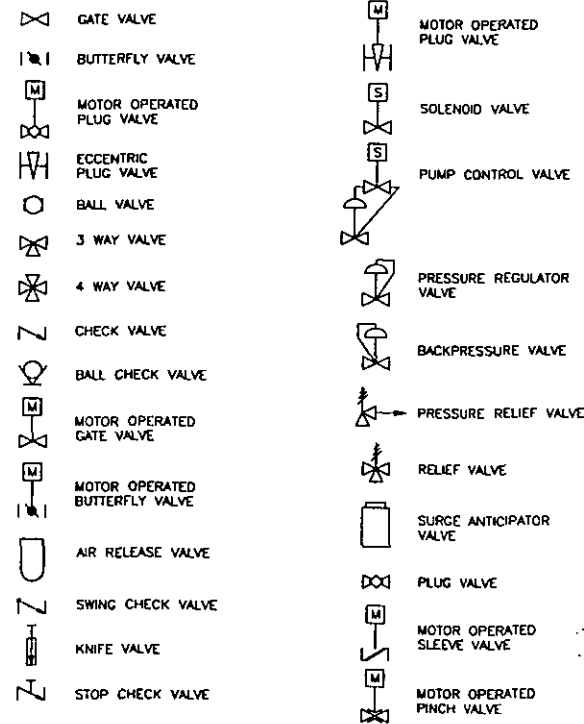 GATE VALVE
BUTTERFLY VALVE
M
MOTOR OPERATED
PLUG VALVE
ECCENTRIC
PLUG VALVE
BALL VALVE
3 WAY VALVE
4 WAY VALVE
CHECK VALVE
BALL CHECK VALVE
M
MOTOR OPERATED
GATE VALVE
M
MOTOR OPERATED
BUTTERFLY VALVE
AIR RELEASE VALVE
SWING CHECK VALVE
KNIFE VALVE
STOP CHECK VALVE
M
MOTOR OPERATED
PLUG VALVE
S
SOLENOID VALVE
S
PUMP CONTROL VALVE
PRESSURE REGULATOR
VALVE
BACKPRESSURE VALVE
PRESSURE RELIEF VALVE
RELIEF VALVE
SURGE ANTICIPATOR
VALVE
PLUG VALVE
M
MOTOR OPERATED
SLEEVE VALVE
M
MOTOR OPERATED
PINCH VALVE